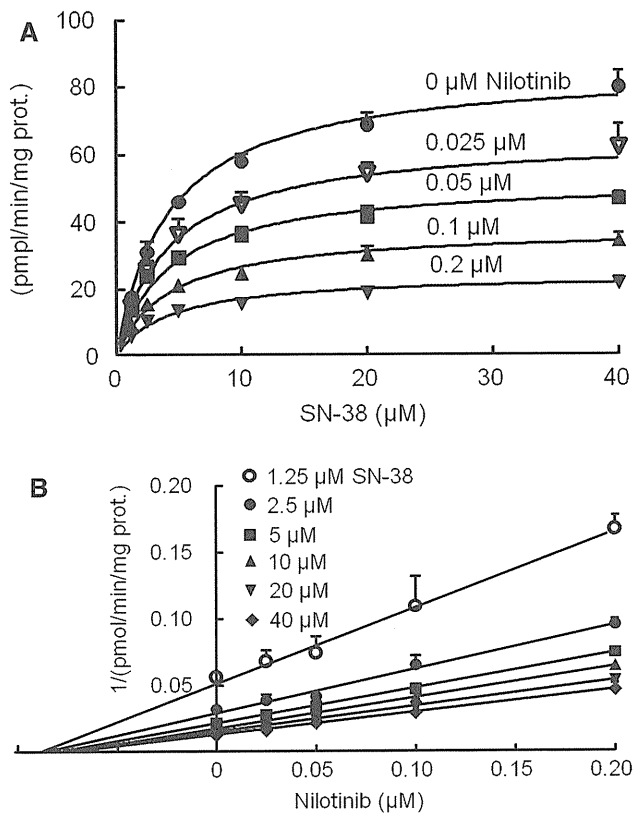 A
100
80
60
40
20
0
(pmpl/min/mg prot.)
0 µM Nilotinib
0.025 µM
0.05 µM
0.1 µM
0.2 µM
0 10 20 30 40
SN-38 (µM)
B
1.25 µM SN-38
2.5 µM
5 µM
10 µM
20 µM
40 µM
0.20
0.15
0.10
0.05
1/(pmol/min/mg prot.)
0 0.05 0.10 0.15 0.20
Nilotinib (µM)